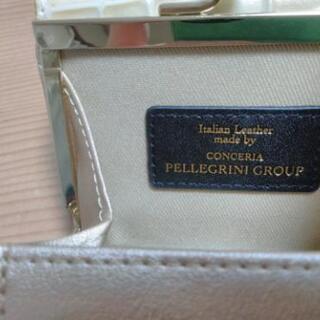 Italian Leather
made by
CONCERIA
PELLEGRINI GROUP